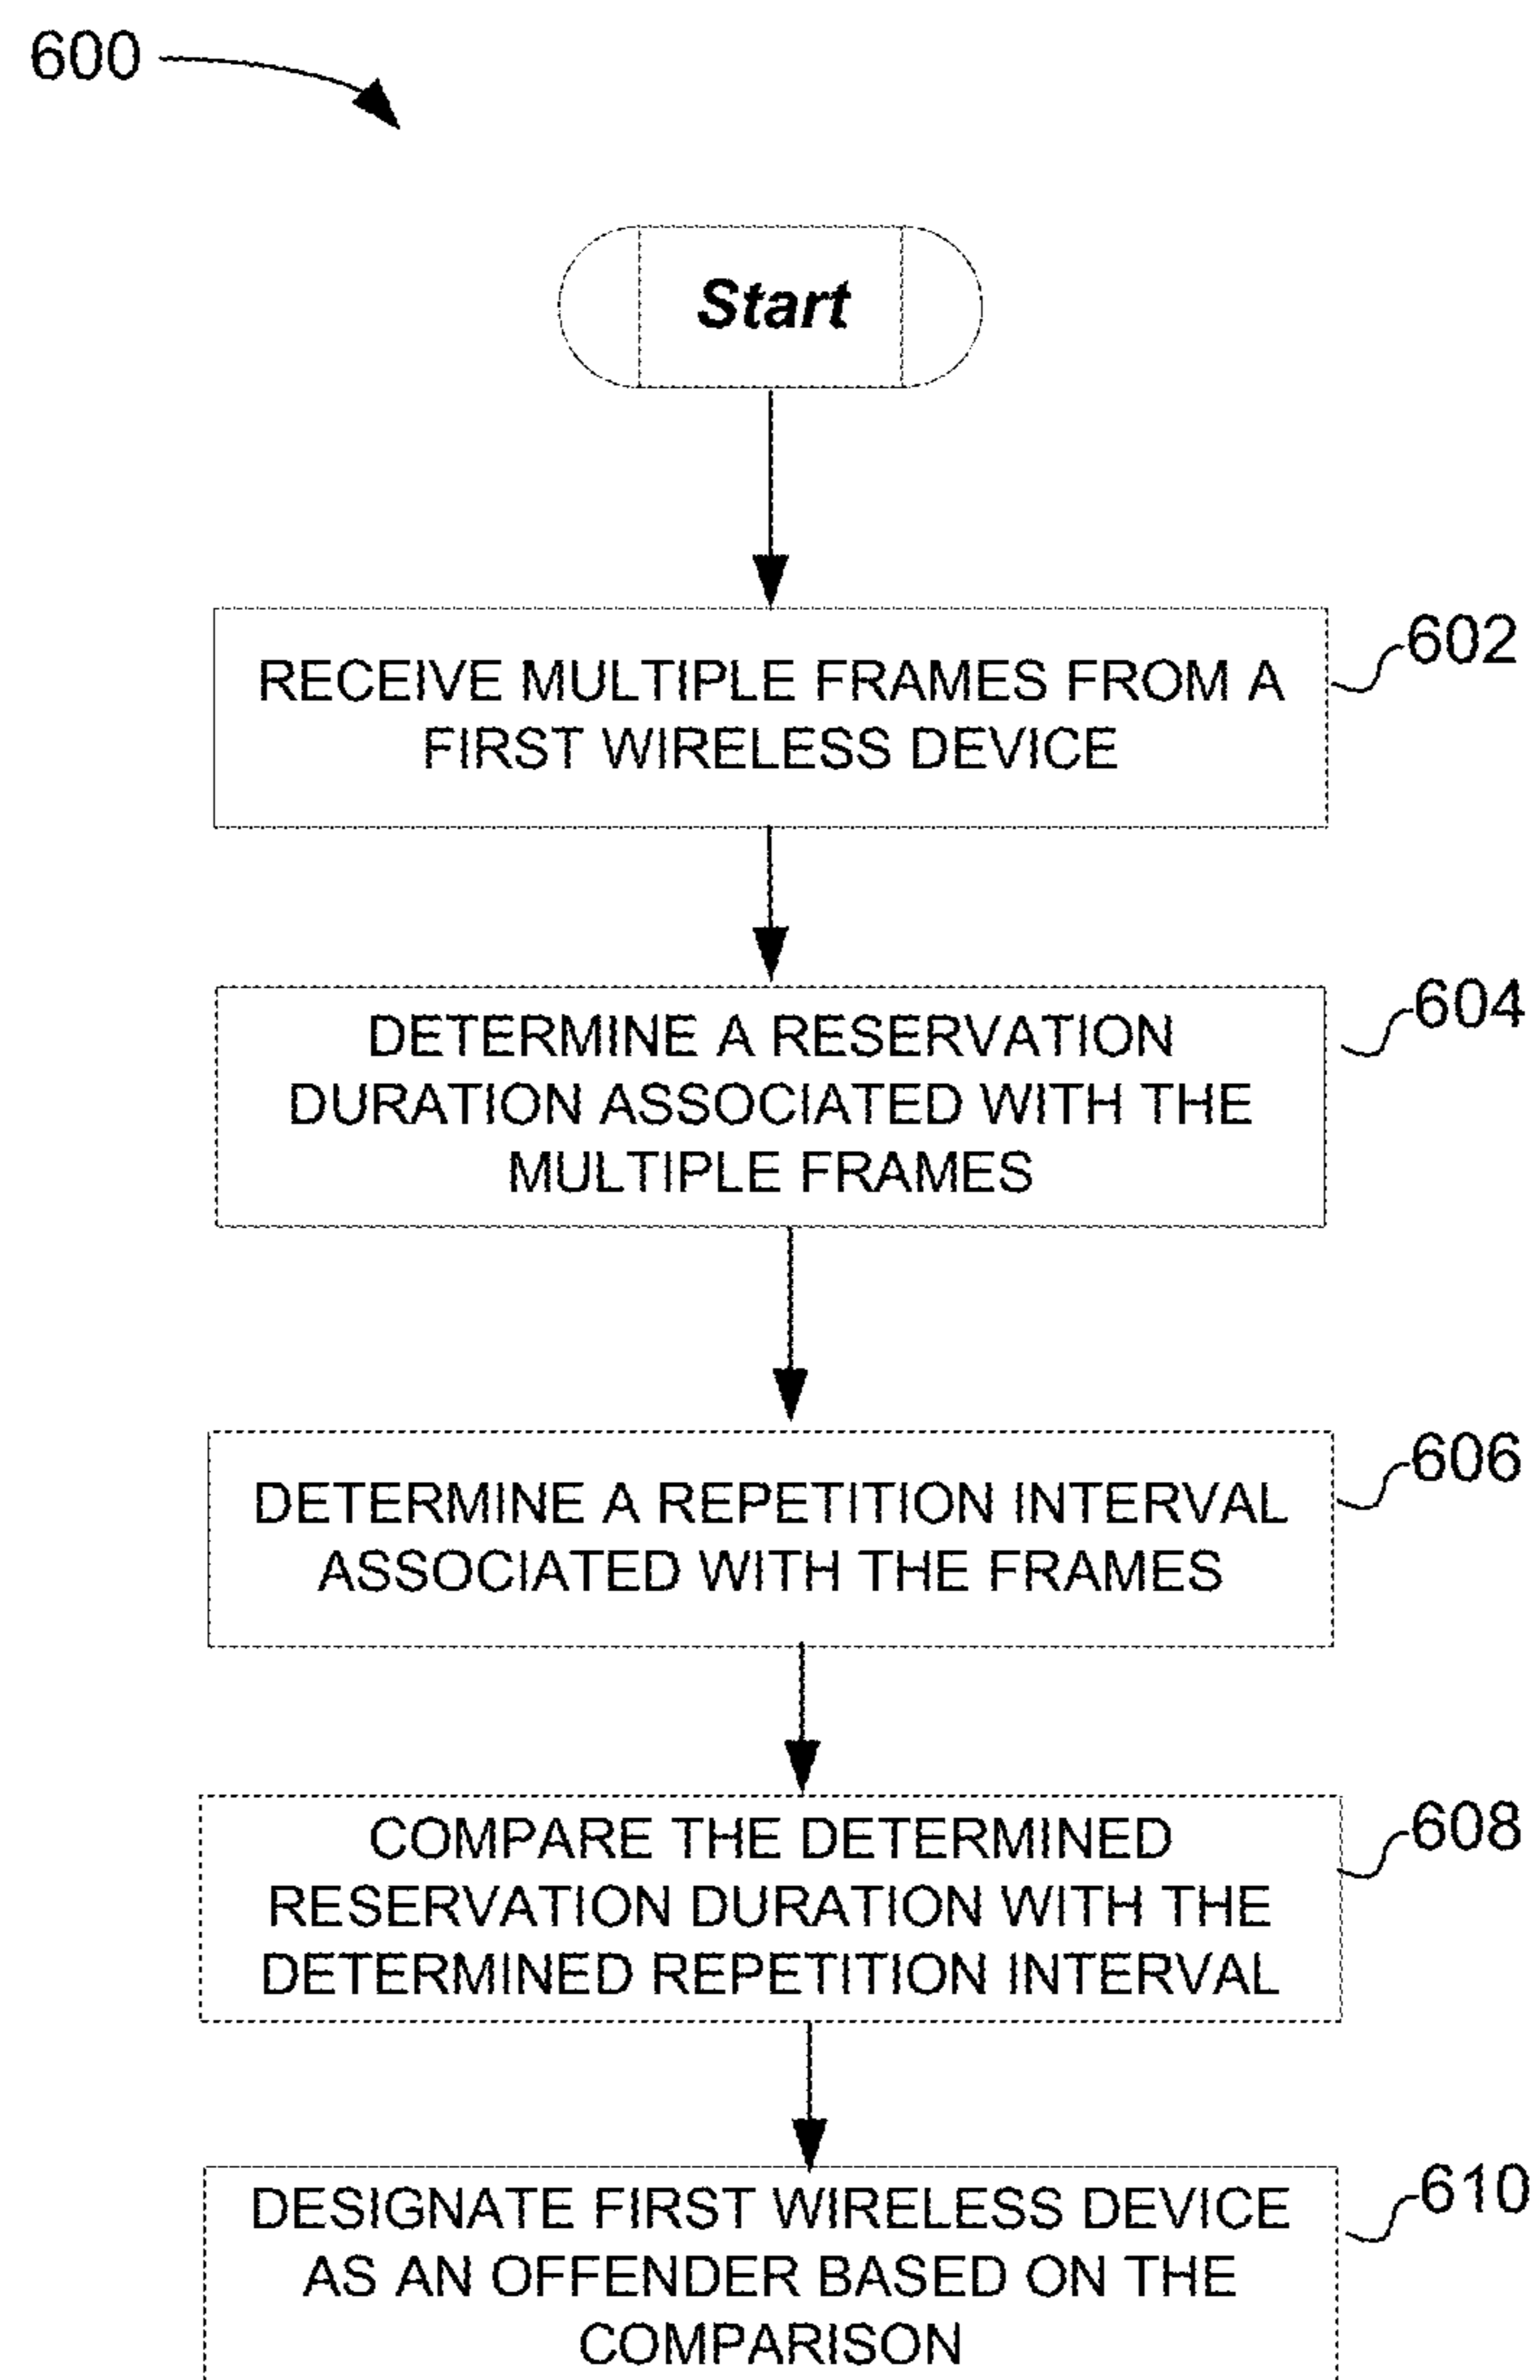 600
Start
RECEIVE MULTIPLE FRAMES FROM A
FIRST WIRELESS DEVICE
602
DETERMINE A RESERVATION
DURATION ASSOCIATED WITH THE
MULTIPLE FRAMES
604
DETERMINE A REPETITION INTERVAL
ASSOCIATED WITH THE FRAMES
606
COMPARE THE DETERMINED
RESERVATION DURATION WITH THE
DETERMINED REPETITION INTERVAL
608
DESIGNATE FIRST WIRELESS DEVICE
AS AN OFFENDER BASED ON THE
COMPARISON
610